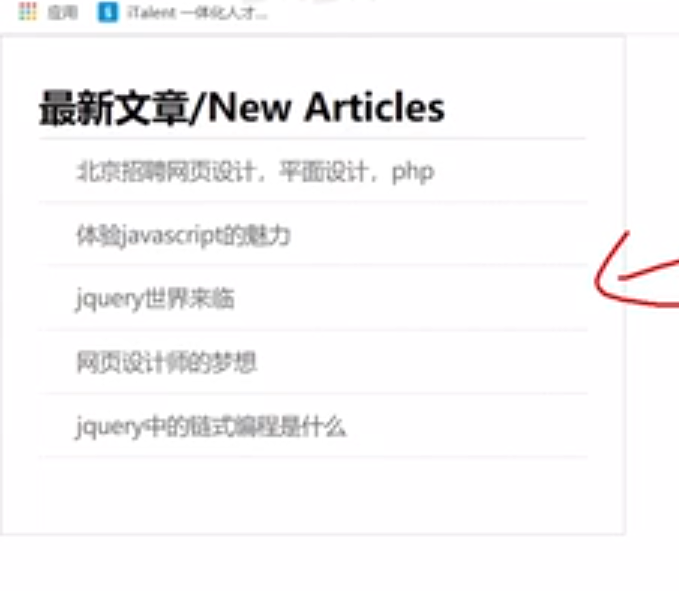 应用 S iTalent 一体化人才...
最新文章/New Articles
北京招聘网页设计，平面设计，php
体验javascript的魅力
jquery世界来临
网页设计师的梦想
jquery中的链式编程是什么